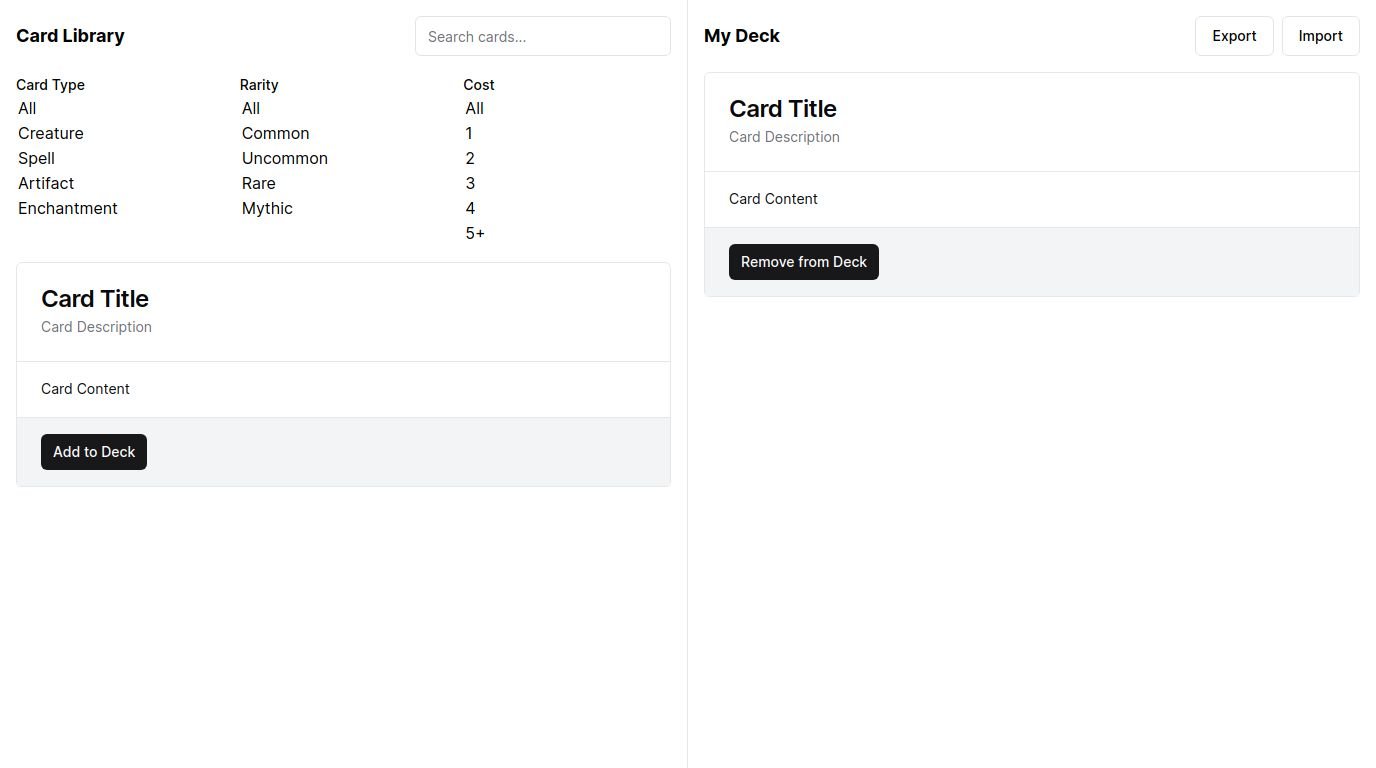 Card Library
Search cards...
Card Type
All
Creature
Spell
Artifact
Enchantment
Rarity
All
Common
Uncommon
Rare
Mythic
Cost
All
1
2
3
4
5+
Card Title
Card Description
Card Content
Add to Deck
My Deck
Export
Import
Card Title
Card Description
Card Content
Remove from Deck